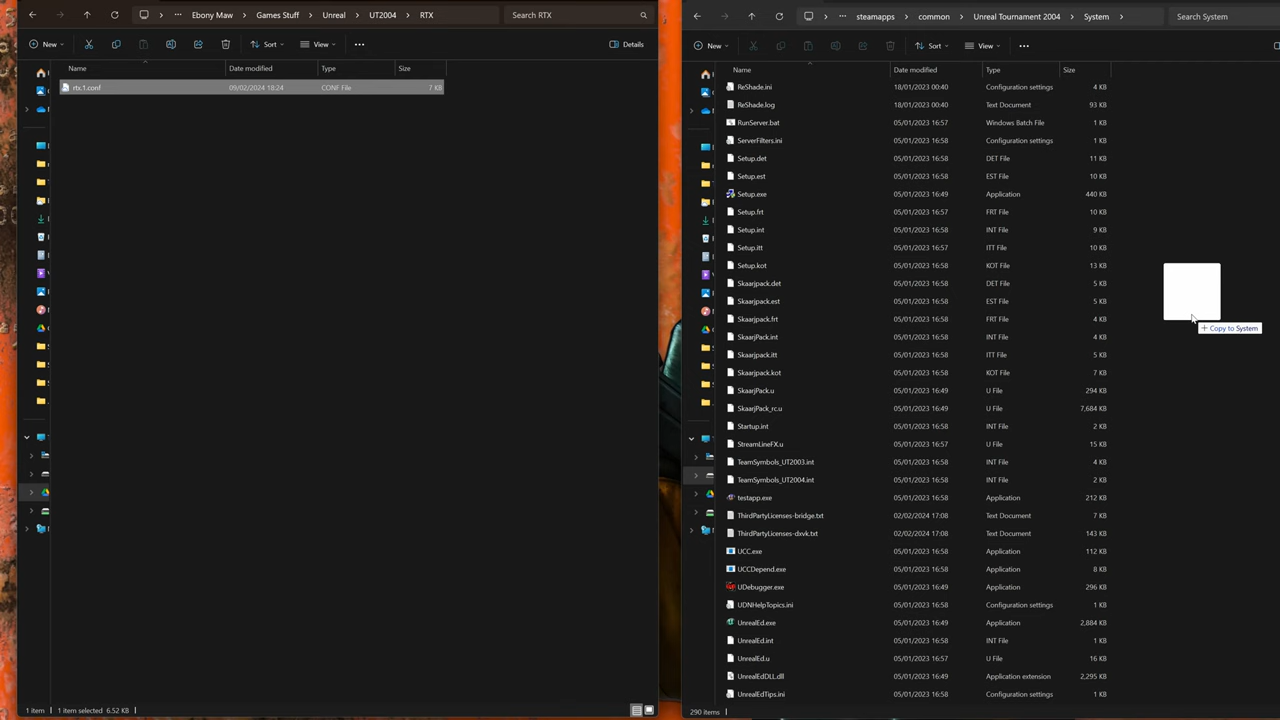 Ebony Maw > Games Stuff > Unreal > UT2004 > RTX
Search RTX
New Sort View Details
Name Date modified Type Size
rtx.1.conf 09/02/2024 18:24 CONF File 7 KB
1 item 1 item selected 6.52 KB
steamapps > common > Unreal Tournament 2004 > System >
Search System
New Sort View
Name Date modified Type Size
ReShade.ini 18/01/2023 00:40 Configuration settings 4 KB
ReShade.log 18/01/2023 00:40 Text Document 93 KB
RunServer.bat 05/01/2023 16:57 Windows Batch File 1 KB
ServerFilters.ini 05/01/2023 16:58 Configuration settings 1 KB
Setup.det 05/01/2023 16:58 DET File 11 KB
Setup.est 05/01/2023 16:58 EST File 10 KB
Setup.exe 05/01/2023 16:49 Application 440 KB
Setup.frt 05/01/2023 16:57 FRT File 10 KB
Setup.int 05/01/2023 16:58 INT File 9 KB
Setup.itt 05/01/2023 16:57 ITT File 10 KB
Setup.kot 05/01/2023 16:58 KOT File 13 KB
Skaarjpack.det 05/01/2023 16:58 DET File 5 KB
Skaarjpack.est 05/01/2023 16:58 EST File 5 KB
Skaarjpack.frt 05/01/2023 16:58 FRT File 4 KB
SkaarjPack.int 05/01/2023 16:58 INT File 4 KB
Skaarjpack.itt 05/01/2023 16:58 ITT File 5 KB
Skaarjpack.kot 05/01/2023 16:58 KOT File 7 KB
SkaarjPack.u 05/01/2023 16:49 U File 294 KB
SkaarjPack_rc.u 05/01/2023 16:49 U File 7,684 KB
Startup.int 05/01/2023 16:58 INT File 2 KB
StreamLineFX.u 05/01/2023 16:57 U File 15 KB
TeamSymbols_UT2003.int 05/01/2023 16:58 INT File 4 KB
TeamSymbols_UT2004.int 05/01/2023 16:58 INT File 2 KB
testapp.exe 05/01/2023 16:49 Application 212 KB
ThirdPartyLicenses-bridge.txt 02/02/2024 17:08 Text Document 7 KB
ThirdPartyLicenses-dxvk.txt 02/02/2024 17:08 Text Document 143 KB
UCC.exe 05/01/2023 16:58 Application 112 KB
UCCDepend.exe 05/01/2023 16:58 Application 8 KB
UDebugger.exe 05/01/2023 16:49 Application 296 KB
UDNHelpTopics.ini 05/01/2023 16:58 Configuration settings 1 KB
UnrealEd.exe 05/01/2023 16:49 Application 2,884 KB
UnrealEd.int 05/01/2023 16:58 INT File 1 KB
UnrealEd.u 05/01/2023 16:57 U File 16 KB
UnrealEdDLL.dll 05/01/2023 16:49 Application extension 2,295 KB
UnrealEdTips.ini 05/01/2023 16:58 Configuration settings 1 KB
+ Copy to System
290 items